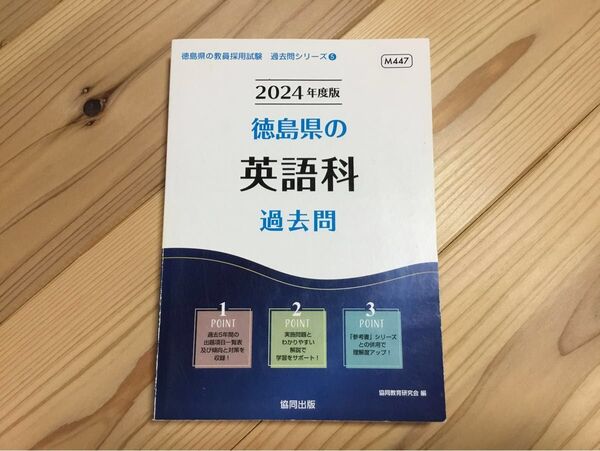 徳島県の教員採用試験 過去問シリーズ❺
M447
2024年度版
徳島県の
英語科
過去問
1
POINT
過去5年間の
出題項目一覧表
及び傾向と対策を
収録！
2
POINT
実施問題と
わかりやすい
解説で
学習をサポート！
3
POINT
「参考書」シリーズ
との併用で
理解度アップ！
協同教育研究会 編
協同出版